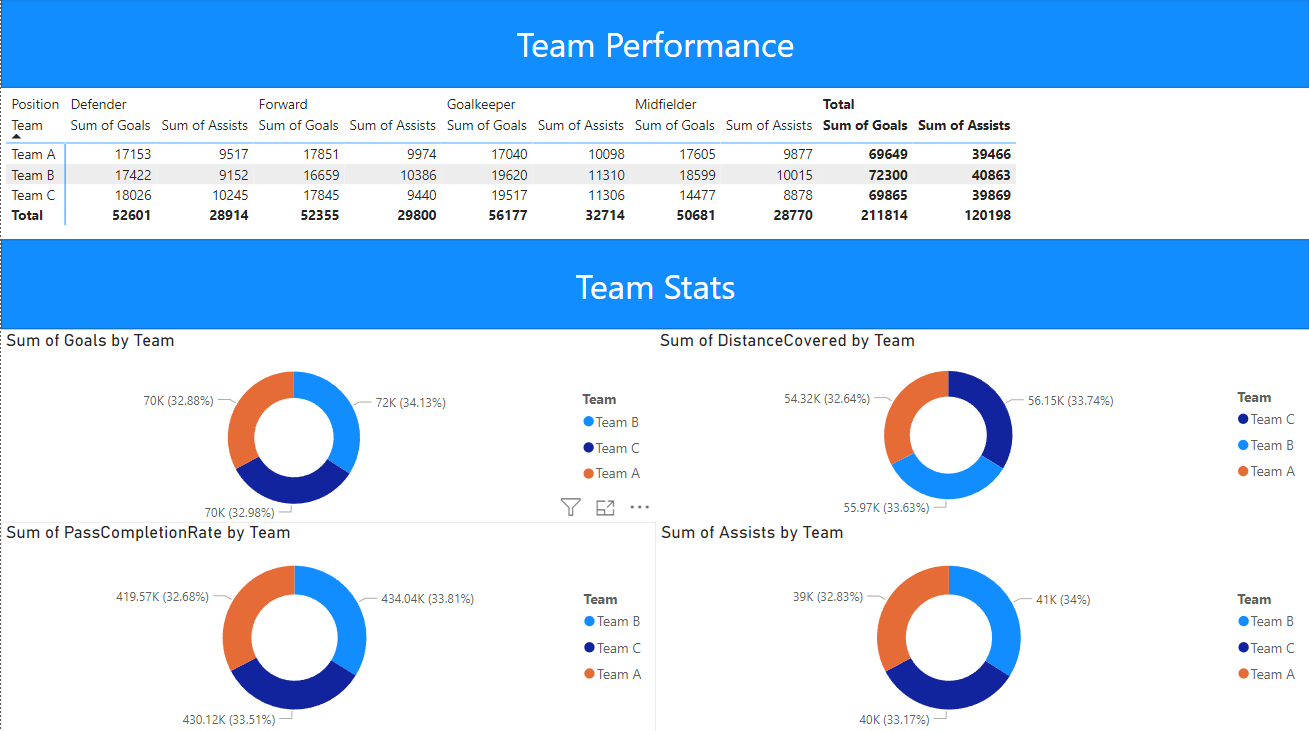 Team Performance
Position Defender Forward Goalkeeper Midfielder Total
Team Sum of Goals Sum of Assists Sum of Goals Sum of Assists Sum of Goals Sum of Assists Sum of Goals Sum of Assists Sum of Goals Sum of Assists
Team A 17153 9517 17851 9974 17040 10098 17605 9877 69649 39466
Team B 17422 9152 16659 10386 19620 11310 18599 10015 72300 40863
Team C 18026 10245 17845 9440 19517 11306 14477 8878 69865 39869
Total 52601 28914 52355 29800 56177 32714 50681 28770 211814 120198
Team Stats
Sum of Goals by Team
70K (32.88%)
72K (34.13%)
70K (32.98%)
Team
Team B
Team C
Team A
Sum of DistanceCovered by Team
54.32K (32.64%)
56.15K (33.74%)
55.97K (33.63%)
Team
Team C
Team B
Team A
Sum of PassCompletionRate by Team
419.57K (32.68%)
434.04K (33.81%)
430.12K (33.51%)
Team
Team B
Team C
Team A
Sum of Assists by Team
39K (32.83%)
41K (34%)
40K (33.17%)
Team
Team B
Team C
Team A